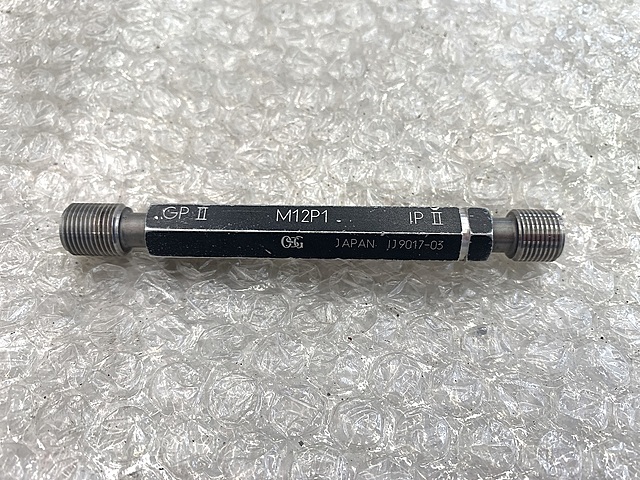 GP II M12P1 IP II
OSG JAPAN JJ9017-03